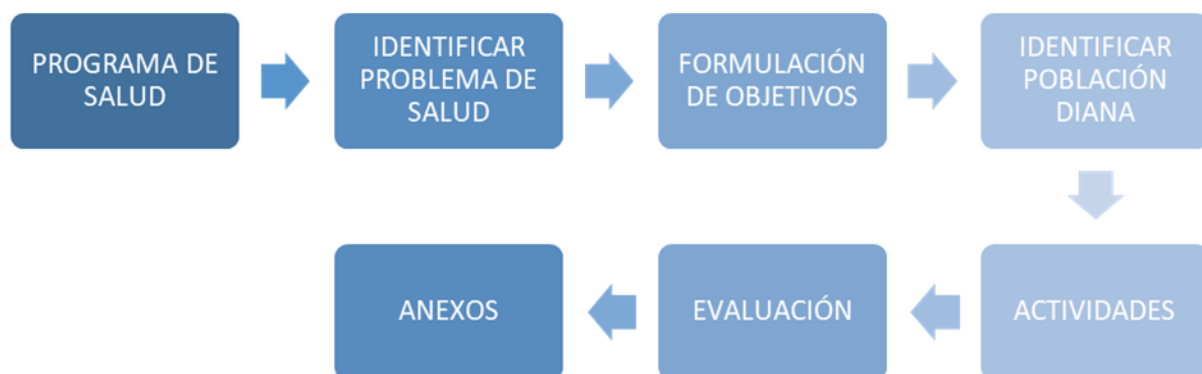 PROGRAMA DE
SALUD
IDENTIFICAR
PROBLEMA DE
SALUD
FORMULACIÓN
DE OBJETIVOS
IDENTIFICAR
POBLACIÓN
DIANA
ACTIVIDADES
EVALUACIÓN
ANEXOS